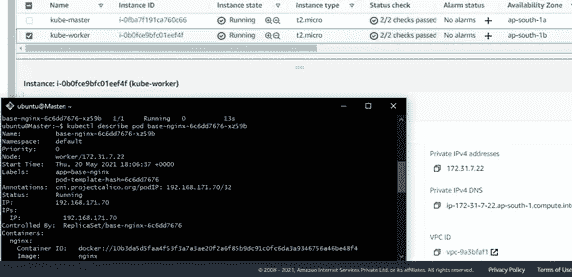 Name Instance ID Instance state Instance type Status check Alarm status Availability Zone
kube-master i-0fba7f191ca760c66 Running t2.micro 2/2 checks passed No alarms + ap-south-1a
kube-worker i-0b0fce9bfc01eef4f Running t2.micro 2/2 checks passed No alarms + ap-south-1b
Instance: i-0b0fce9bfc01eef4f (kube-worker)
ubuntu@Master: ~
base-nginx-6c6dd7676-xz59b 1/1 Running 0 13s
ubuntu@Master:~$ kubectl describe pod base-nginx-6c6dd7676-xz59b
Name: base-nginx-6c6dd7676-xz59b
Namespace: default
Priority: 0
Node: worker/172.31.7.22
Start Time: Thu, 20 May 2021 18:06:37 +0000
Labels: app=base-nginx
pod-template-hash=6c6dd7676
Annotations: cni.projectcalico.org/podIP: 192.168.171.70/32
Status: Running
IP: 192.168.171.70
IPs:
IP: 192.168.171.70
Controlled By: ReplicaSet/base-nginx-6c6dd7676
Containers:
nginx:
Container ID:
Image: nginx
Private IPv4 addresses
172.31.7.22
Private IPv4 DNS
ip-172-31-7-22.ap-south-1.compute.inte
VPC ID
vpc-9a3bfaf1
© 2008 - 2021, Amazon Internet Services Private Ltd. or its affiliates. All rights reserved. Privacy Policy Terms of Use